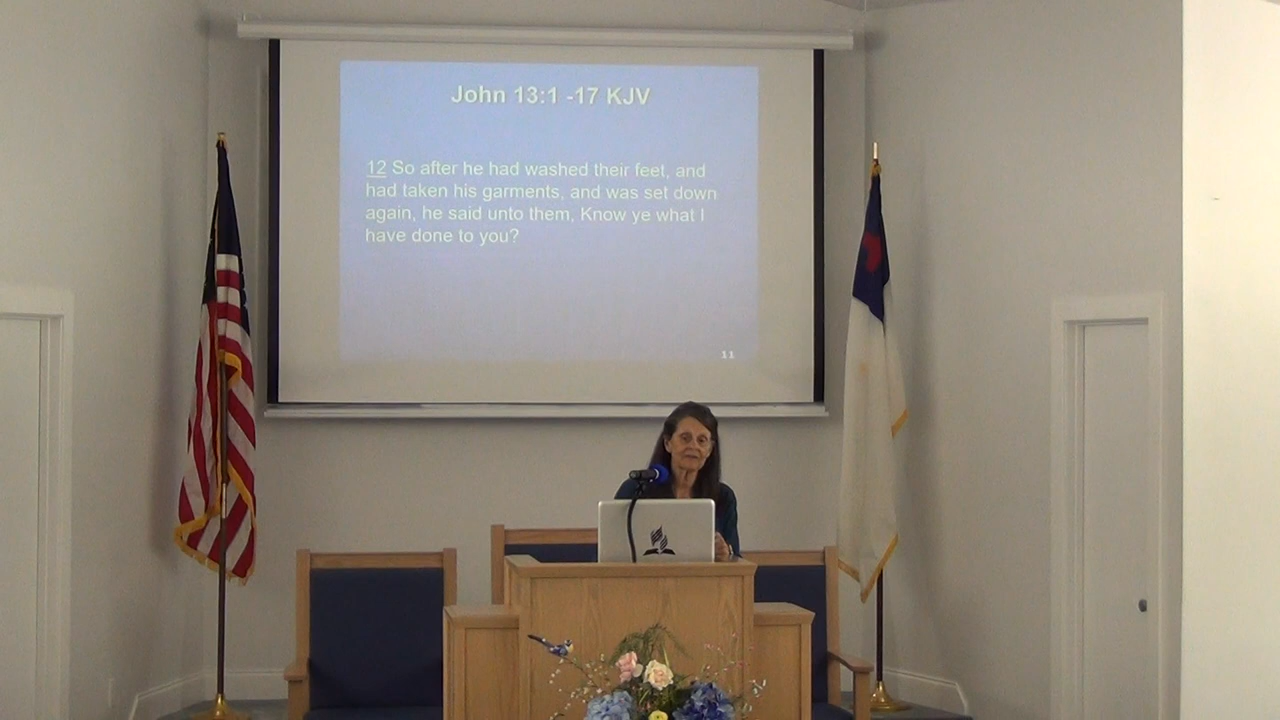 John 13:1 -17 KJV
12 So after he had washed their feet, and
had taken his garments, and was set down
again, he said unto them, Know ye what I
have done to you?
11